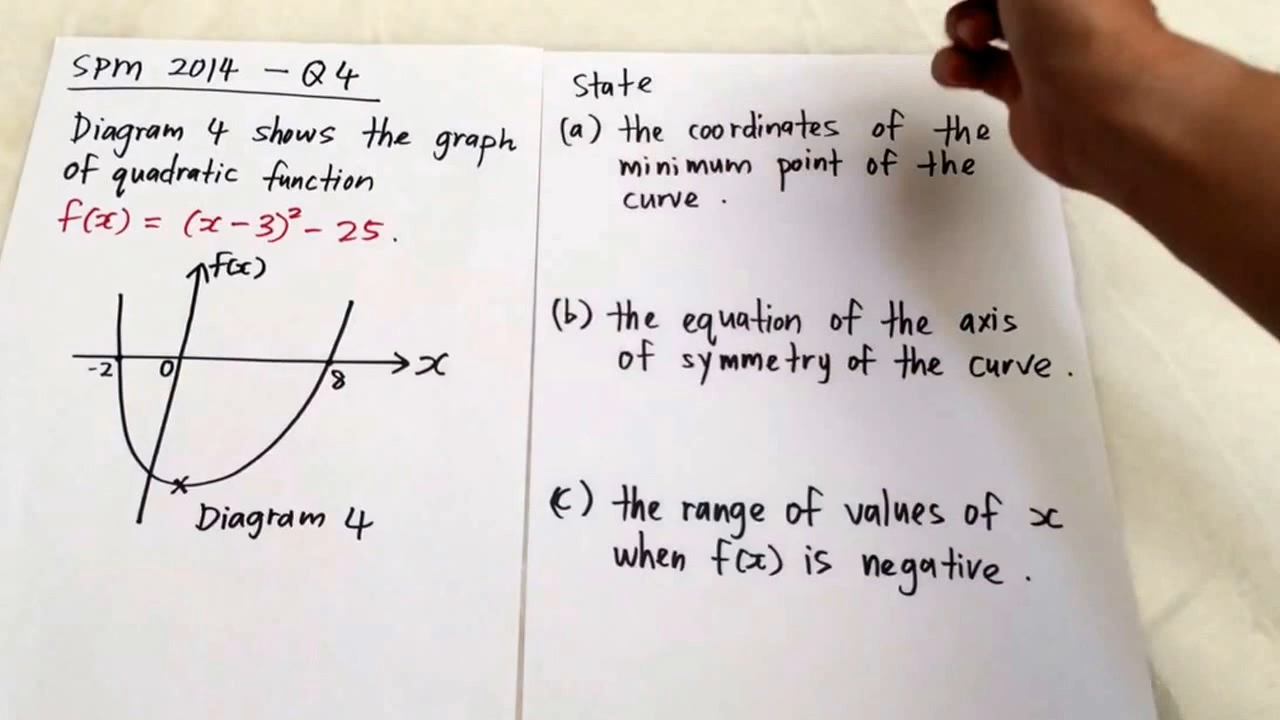 SPM 2014 - Q4
Diagram 4 shows the graph
of quadratic function
f(x) = (x-3)² - 25.
f(x)
-2 0 8 x
Diagram 4
State
(a) the coordinates of the
minimum point of the
curve.
(b) the equation of the axis
of symmetry of the curve.
(c) the range of values of x
when f(x) is negative.